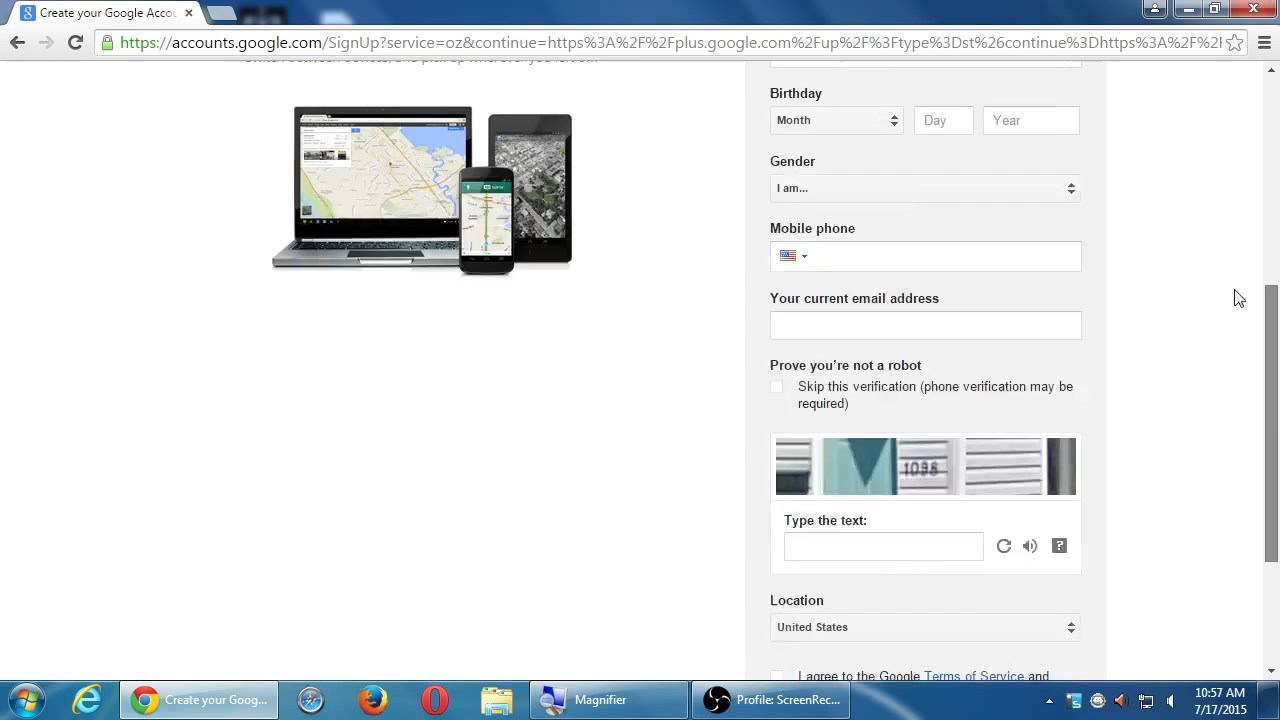 Create your Google Accou
https://accounts.google.com/SignUp?service=oz&continue=https%3A%2F%2Fplus.google.com%2Fup%2F%3Ftype%3Dst%26continue%3Dhttps%3A%2F%2F
Birthday
Month
Day
Year
Gender
I am...
Mobile phone
Your current email address
Prove you're not a robot
Skip this verification (phone verification may be
required)
Type the text:
Location
United States
I agree to the Google Terms of Service and
Create your Goog...
Magnifier
Profile: ScreenRec...
10:57 AM
7/17/2015